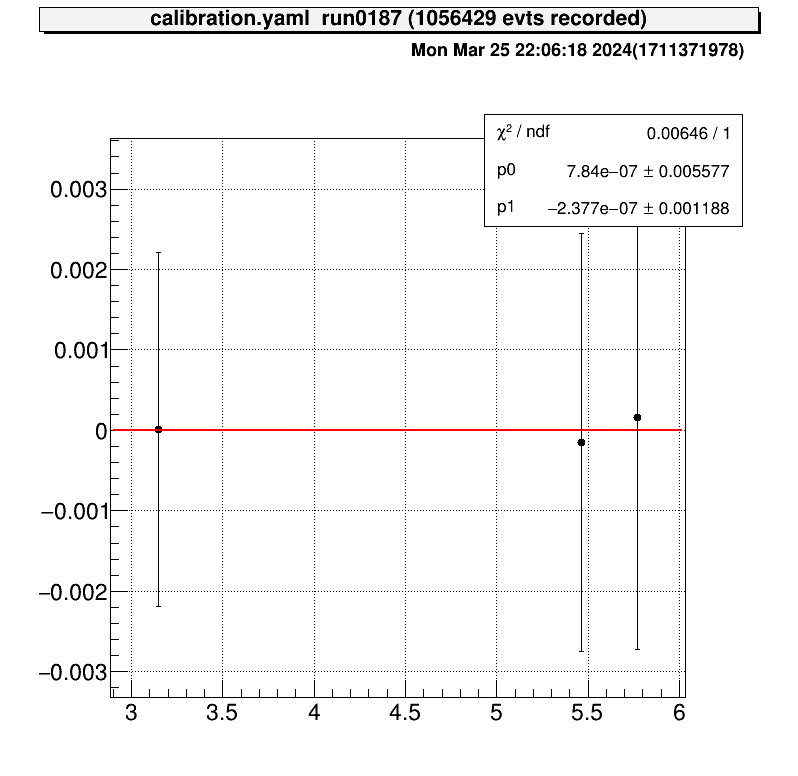 calibration.yaml run0187 (1056429 evts recorded)
Mon Mar 25 22:06:18 2024(1711371978)
χ² / ndf 0.00646 / 1
p0 7.84e−07 ± 0.005577
p1 −2.377e−07 ± 0.001188
0.003
0.002
0.001
0
−0.001
−0.002
−0.003
3 3.5 4 4.5 5 5.5 6